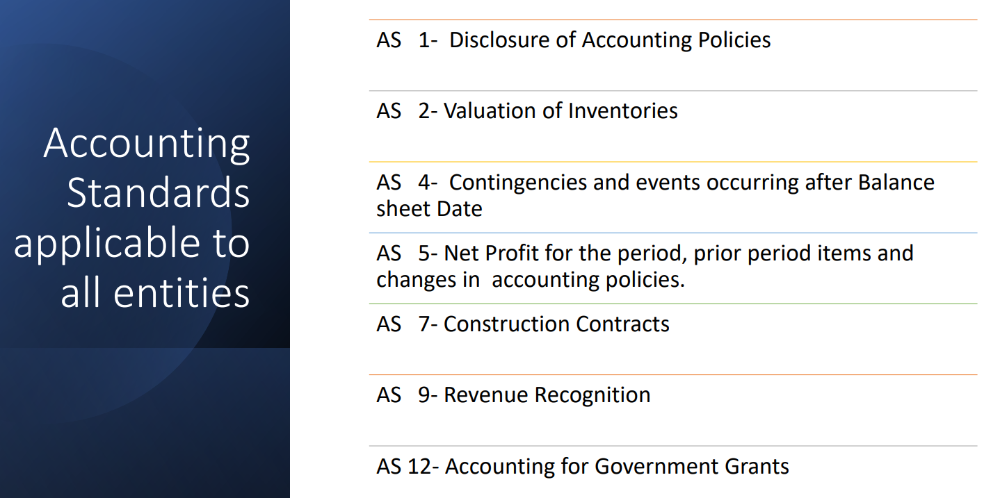 Accounting
Standards
applicable to
all entities
AS 1- Disclosure of Accounting Policies
AS 2- Valuation of Inventories
AS 4- Contingencies and events occurring after Balance
sheet Date
AS 5- Net Profit for the period, prior period items and
changes in accounting policies.
AS 7- Construction Contracts
AS 9- Revenue Recognition
AS 12- Accounting for Government Grants